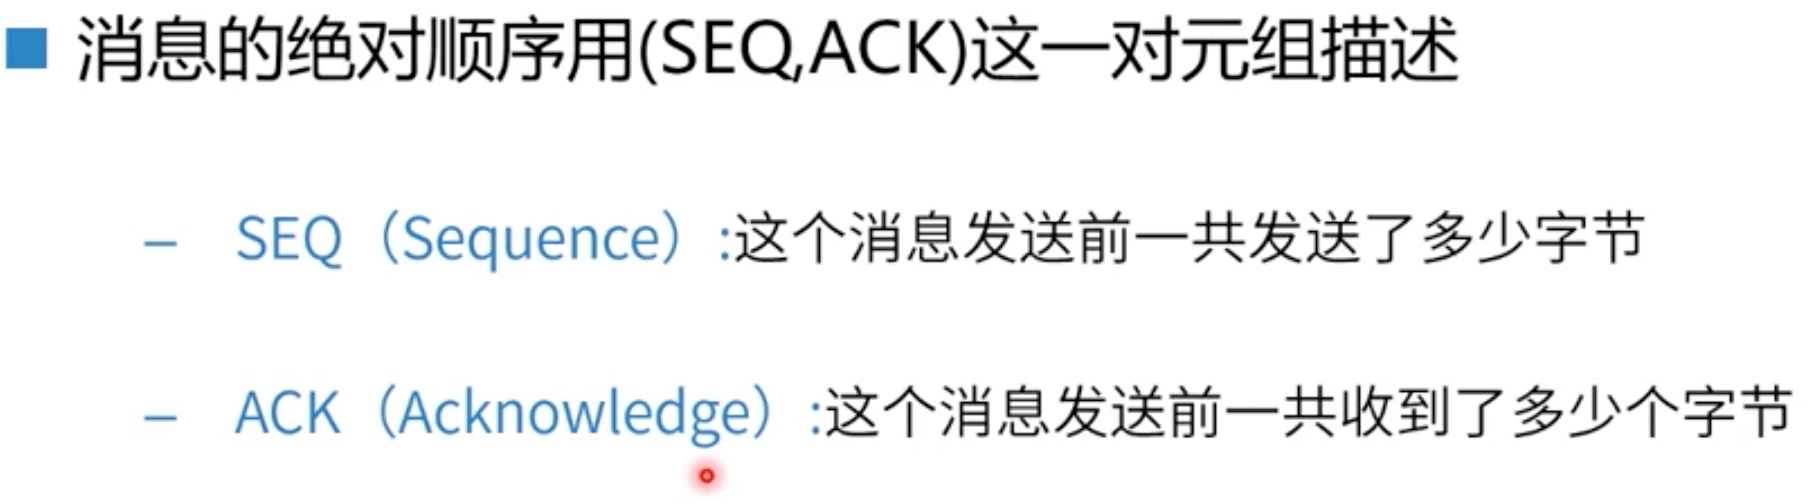 消息的绝对顺序用(SEQ,ACK)这一对元组描述
– SEQ（Sequence）:这个消息发送前一共发送了多少字节
– ACK（Acknowledge）:这个消息发送前一共收到了多少个字节